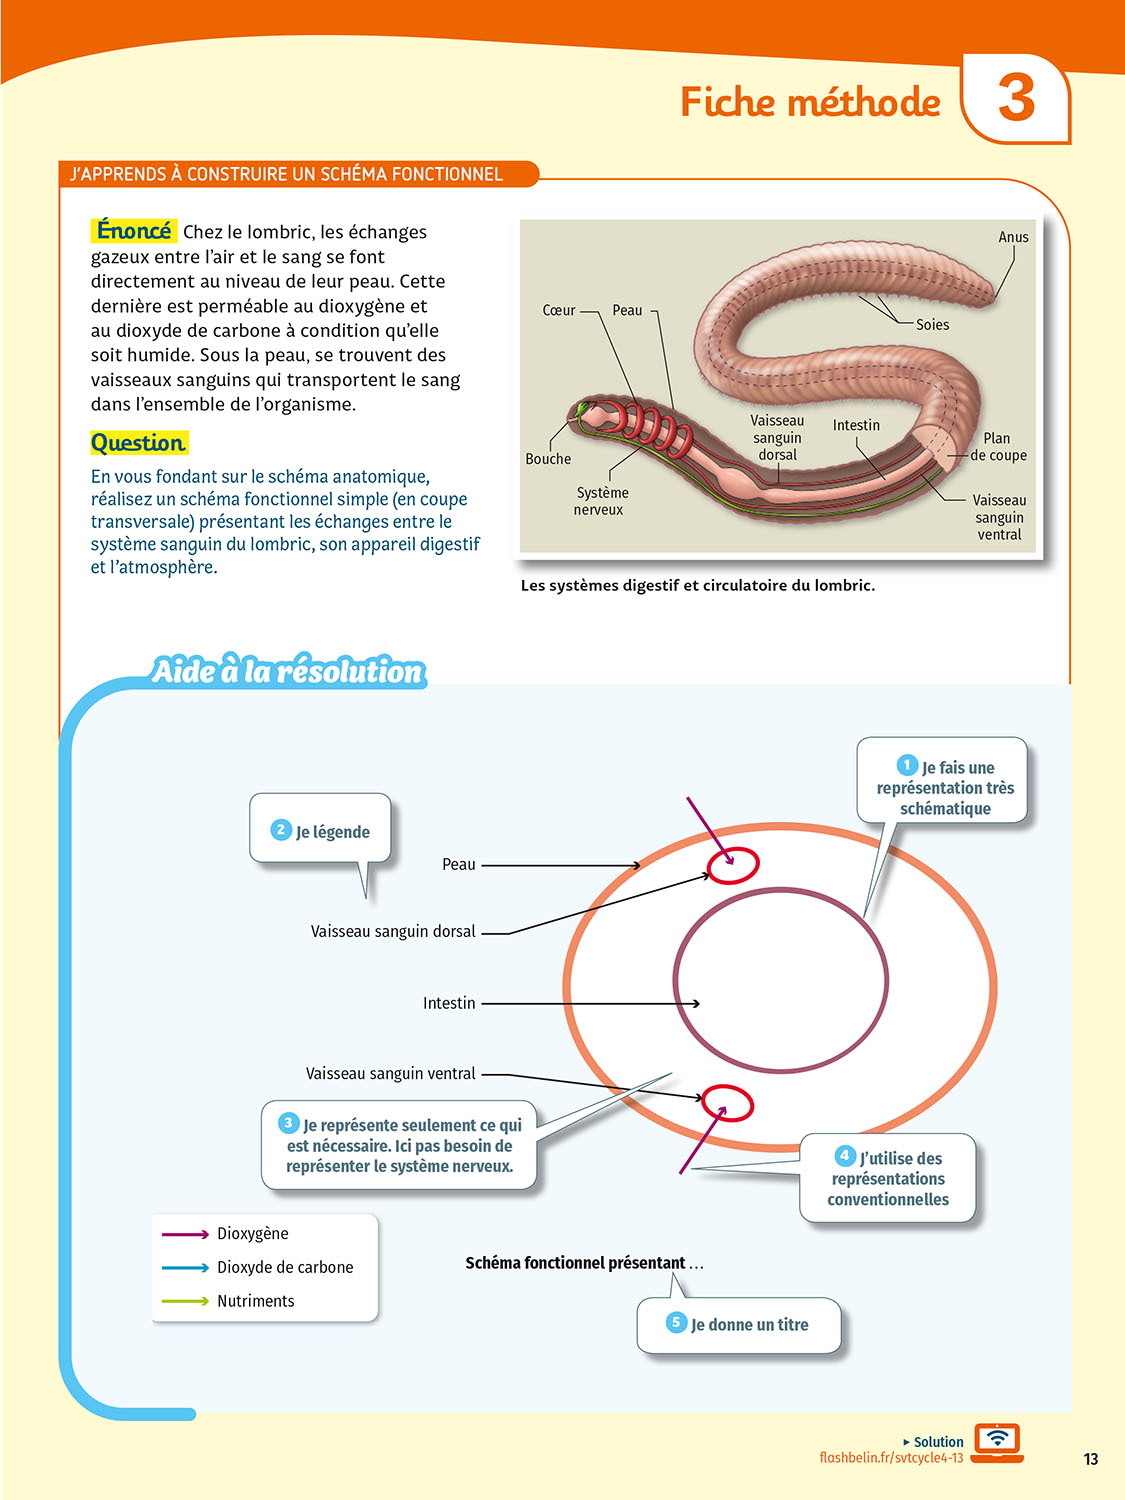 Fiche méthode
3
J'APPRENDS À CONSTRUIRE UN SCHÉMA FONCTIONNEL
Énoncé Chez le lombric, les échanges
gazeux entre l'air et le sang se font
directement au niveau de leur peau. Cette
dernière est perméable au dioxygène et
au dioxyde de carbone à condition qu'elle
soit humide. Sous la peau, se trouvent des
vaisseaux sanguins qui transportent le sang
dans l'ensemble de l'organisme.
Question
En vous fondant sur le schéma anatomique,
réalisez un schéma fonctionnel simple (en coupe
transversale) présentant les échanges entre le
système sanguin du lombric, son appareil digestif
et l'atmosphère.
Anus
Soies
Cœur
Peau
Vaisseau
sanguin
dorsal
Intestin
Plan
de coupe
Bouche
Système
nerveux
Vaisseau
sanguin
ventral
Les systèmes digestif et circulatoire du lombric.
Aide à la résolution
1 Je fais une
représentation très
schématique
2 Je légende
Peau
Vaisseau sanguin dorsal
Intestin
Vaisseau sanguin ventral
3 Je représente seulement ce qui
est nécessaire. Ici pas besoin de
représenter le système nerveux.
4 J'utilise des
représentations
conventionnelles
Dioxygène
Dioxyde de carbone
Nutriments
Schéma fonctionnel présentant ...
5 Je donne un titre
▸ Solution
flashbelin.fr/svtcycle4-13
13